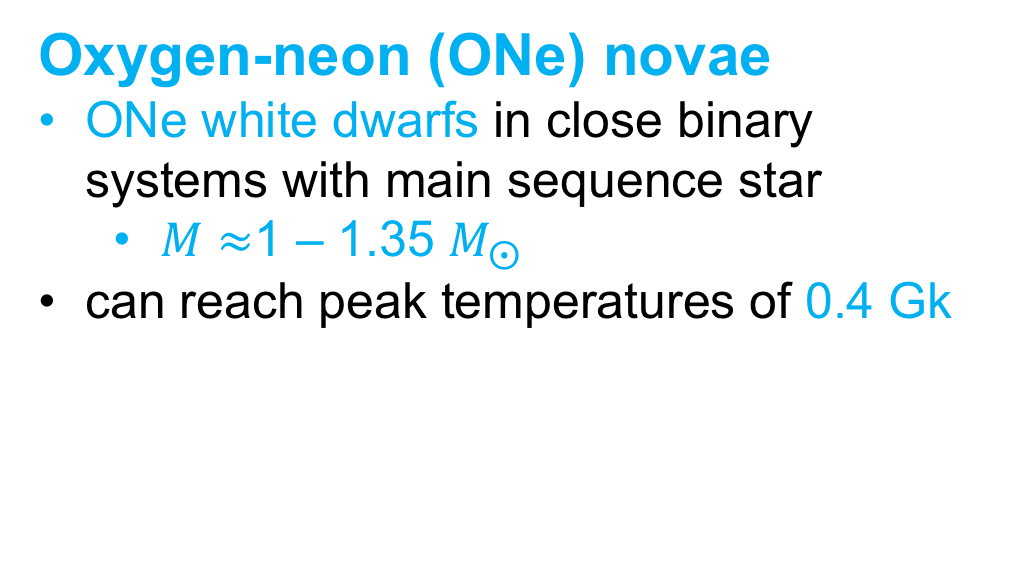 Oxygen-neon (ONe) novae
• ONe white dwarfs in close binary
systems with main sequence star
• 𝑀 ≈1 – 1.35 𝑀⨀
• can reach peak temperatures of 0.4 Gk